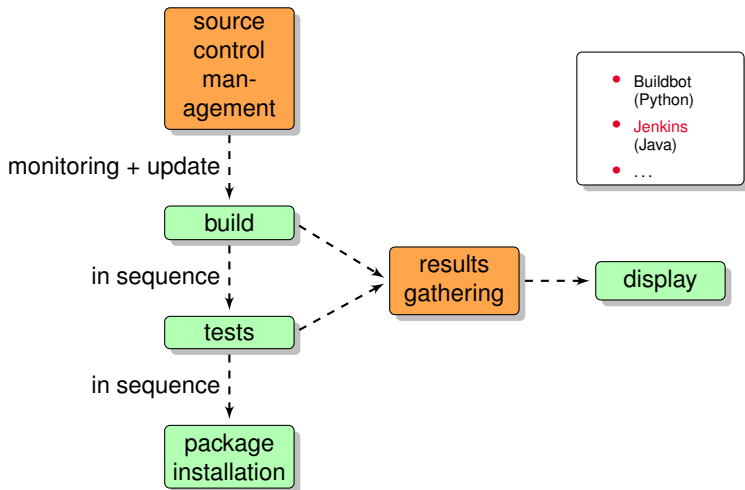 source
control
man-
agement
Buildbot
(Python)
Jenkins
(Java)
...
monitoring + update
build
in sequence
results
gathering
display
tests
in sequence
package
installation